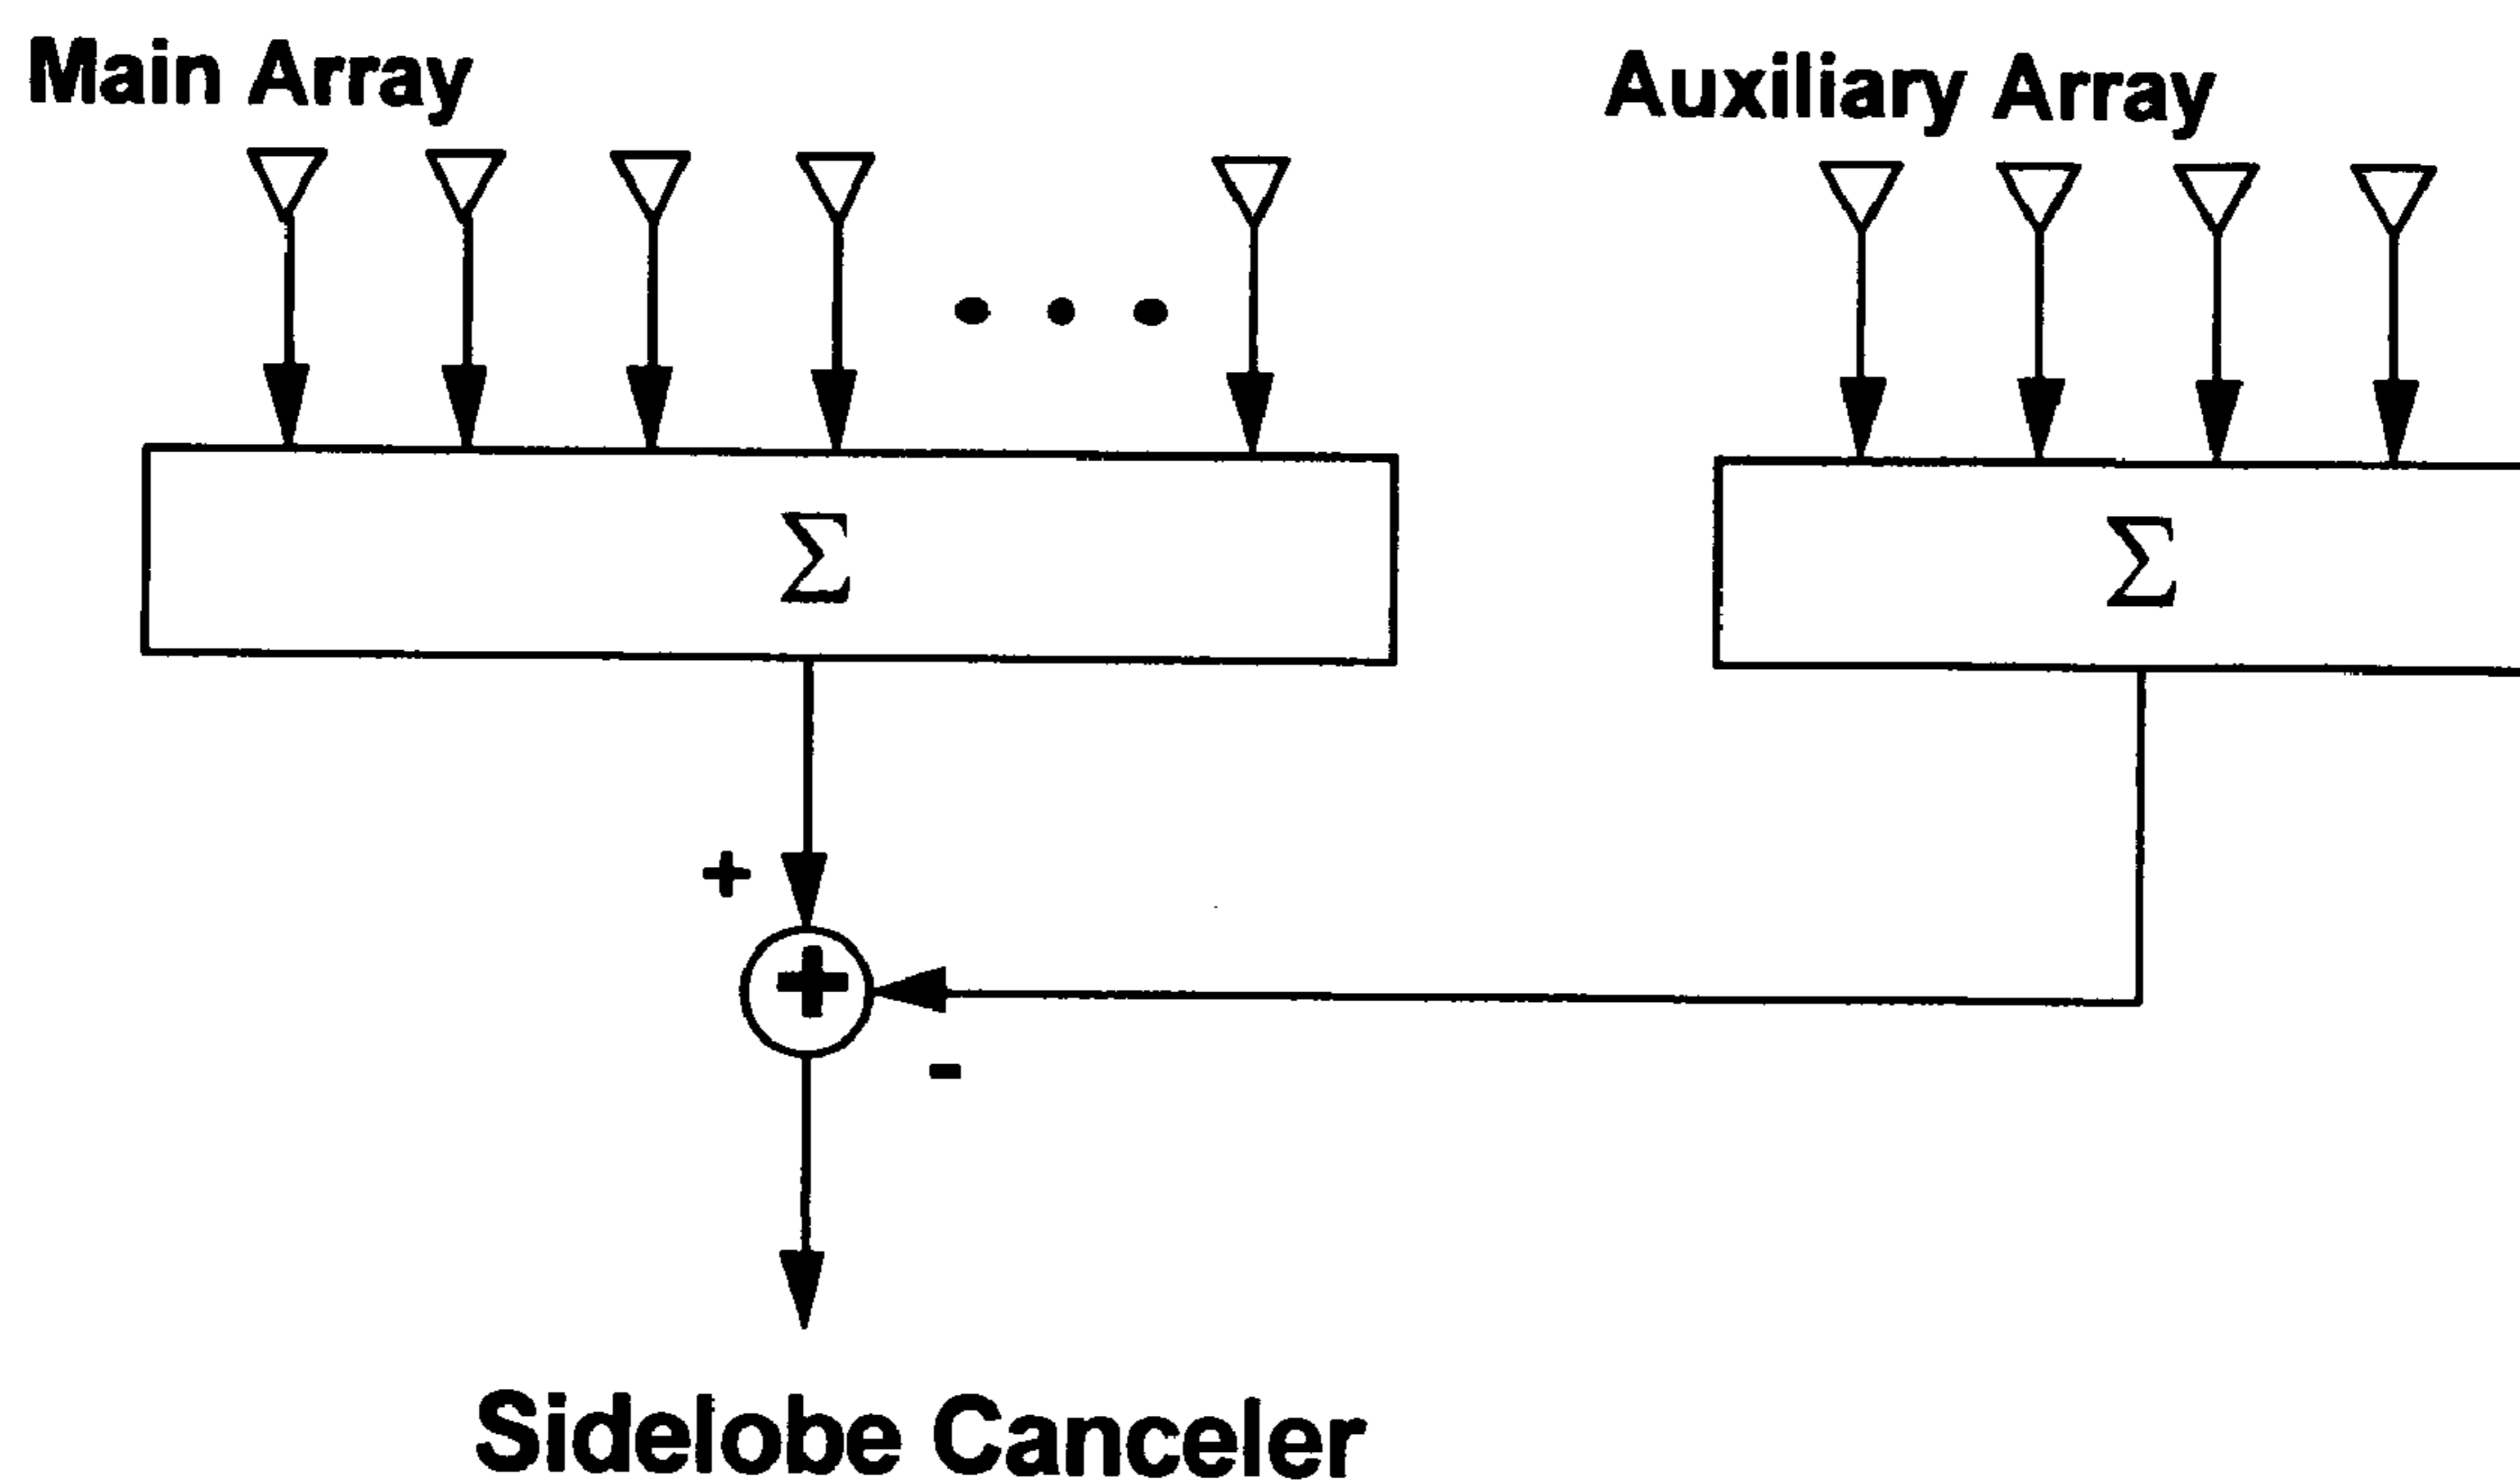 Main Array
Auxiliary Array
• • •
Σ
Σ
+
+
-
Sidelobe Canceler